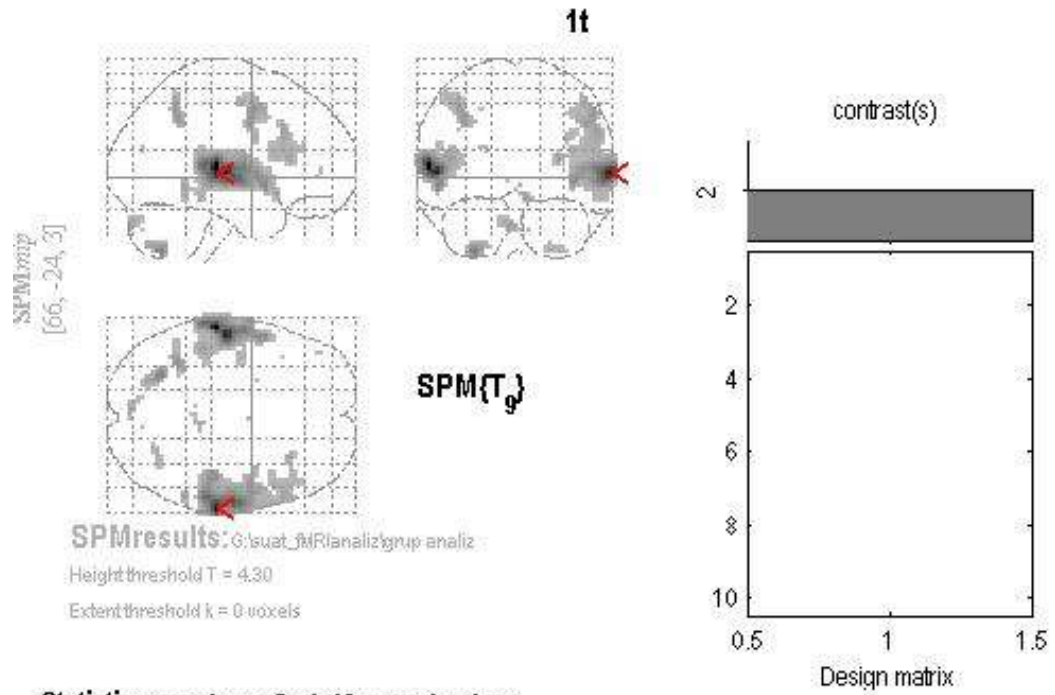 1t
contrast(s)
2
SPMmip
[66, -24, 3]
SPM{T9}
2
4
6
8
10
0.5 1 1.5
Design matrix
SPMresults: G:\suat_fMRIanaliz\grup analiz
Height threshold T = 4.30
Extent threshold k = 0 voxels